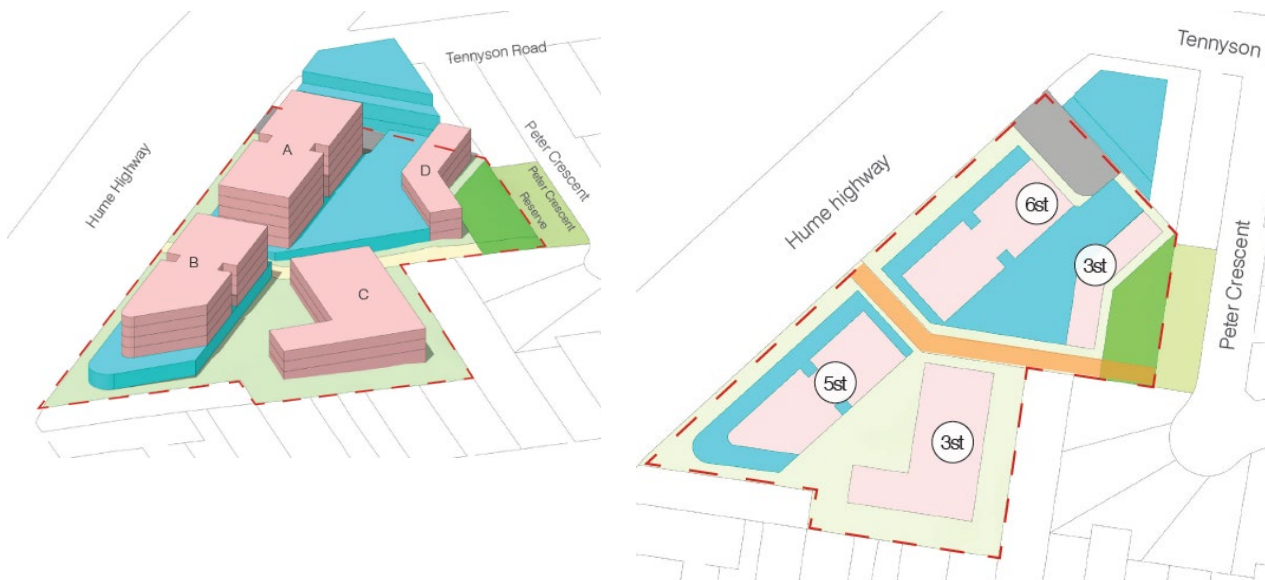 Tennyson Road
Hume Highway
Peter Crescent
Peter Crescent
Reserve
A
B
C
D
Tennyson
Hume highway
Peter Crescent
6st
3st
5st
3st